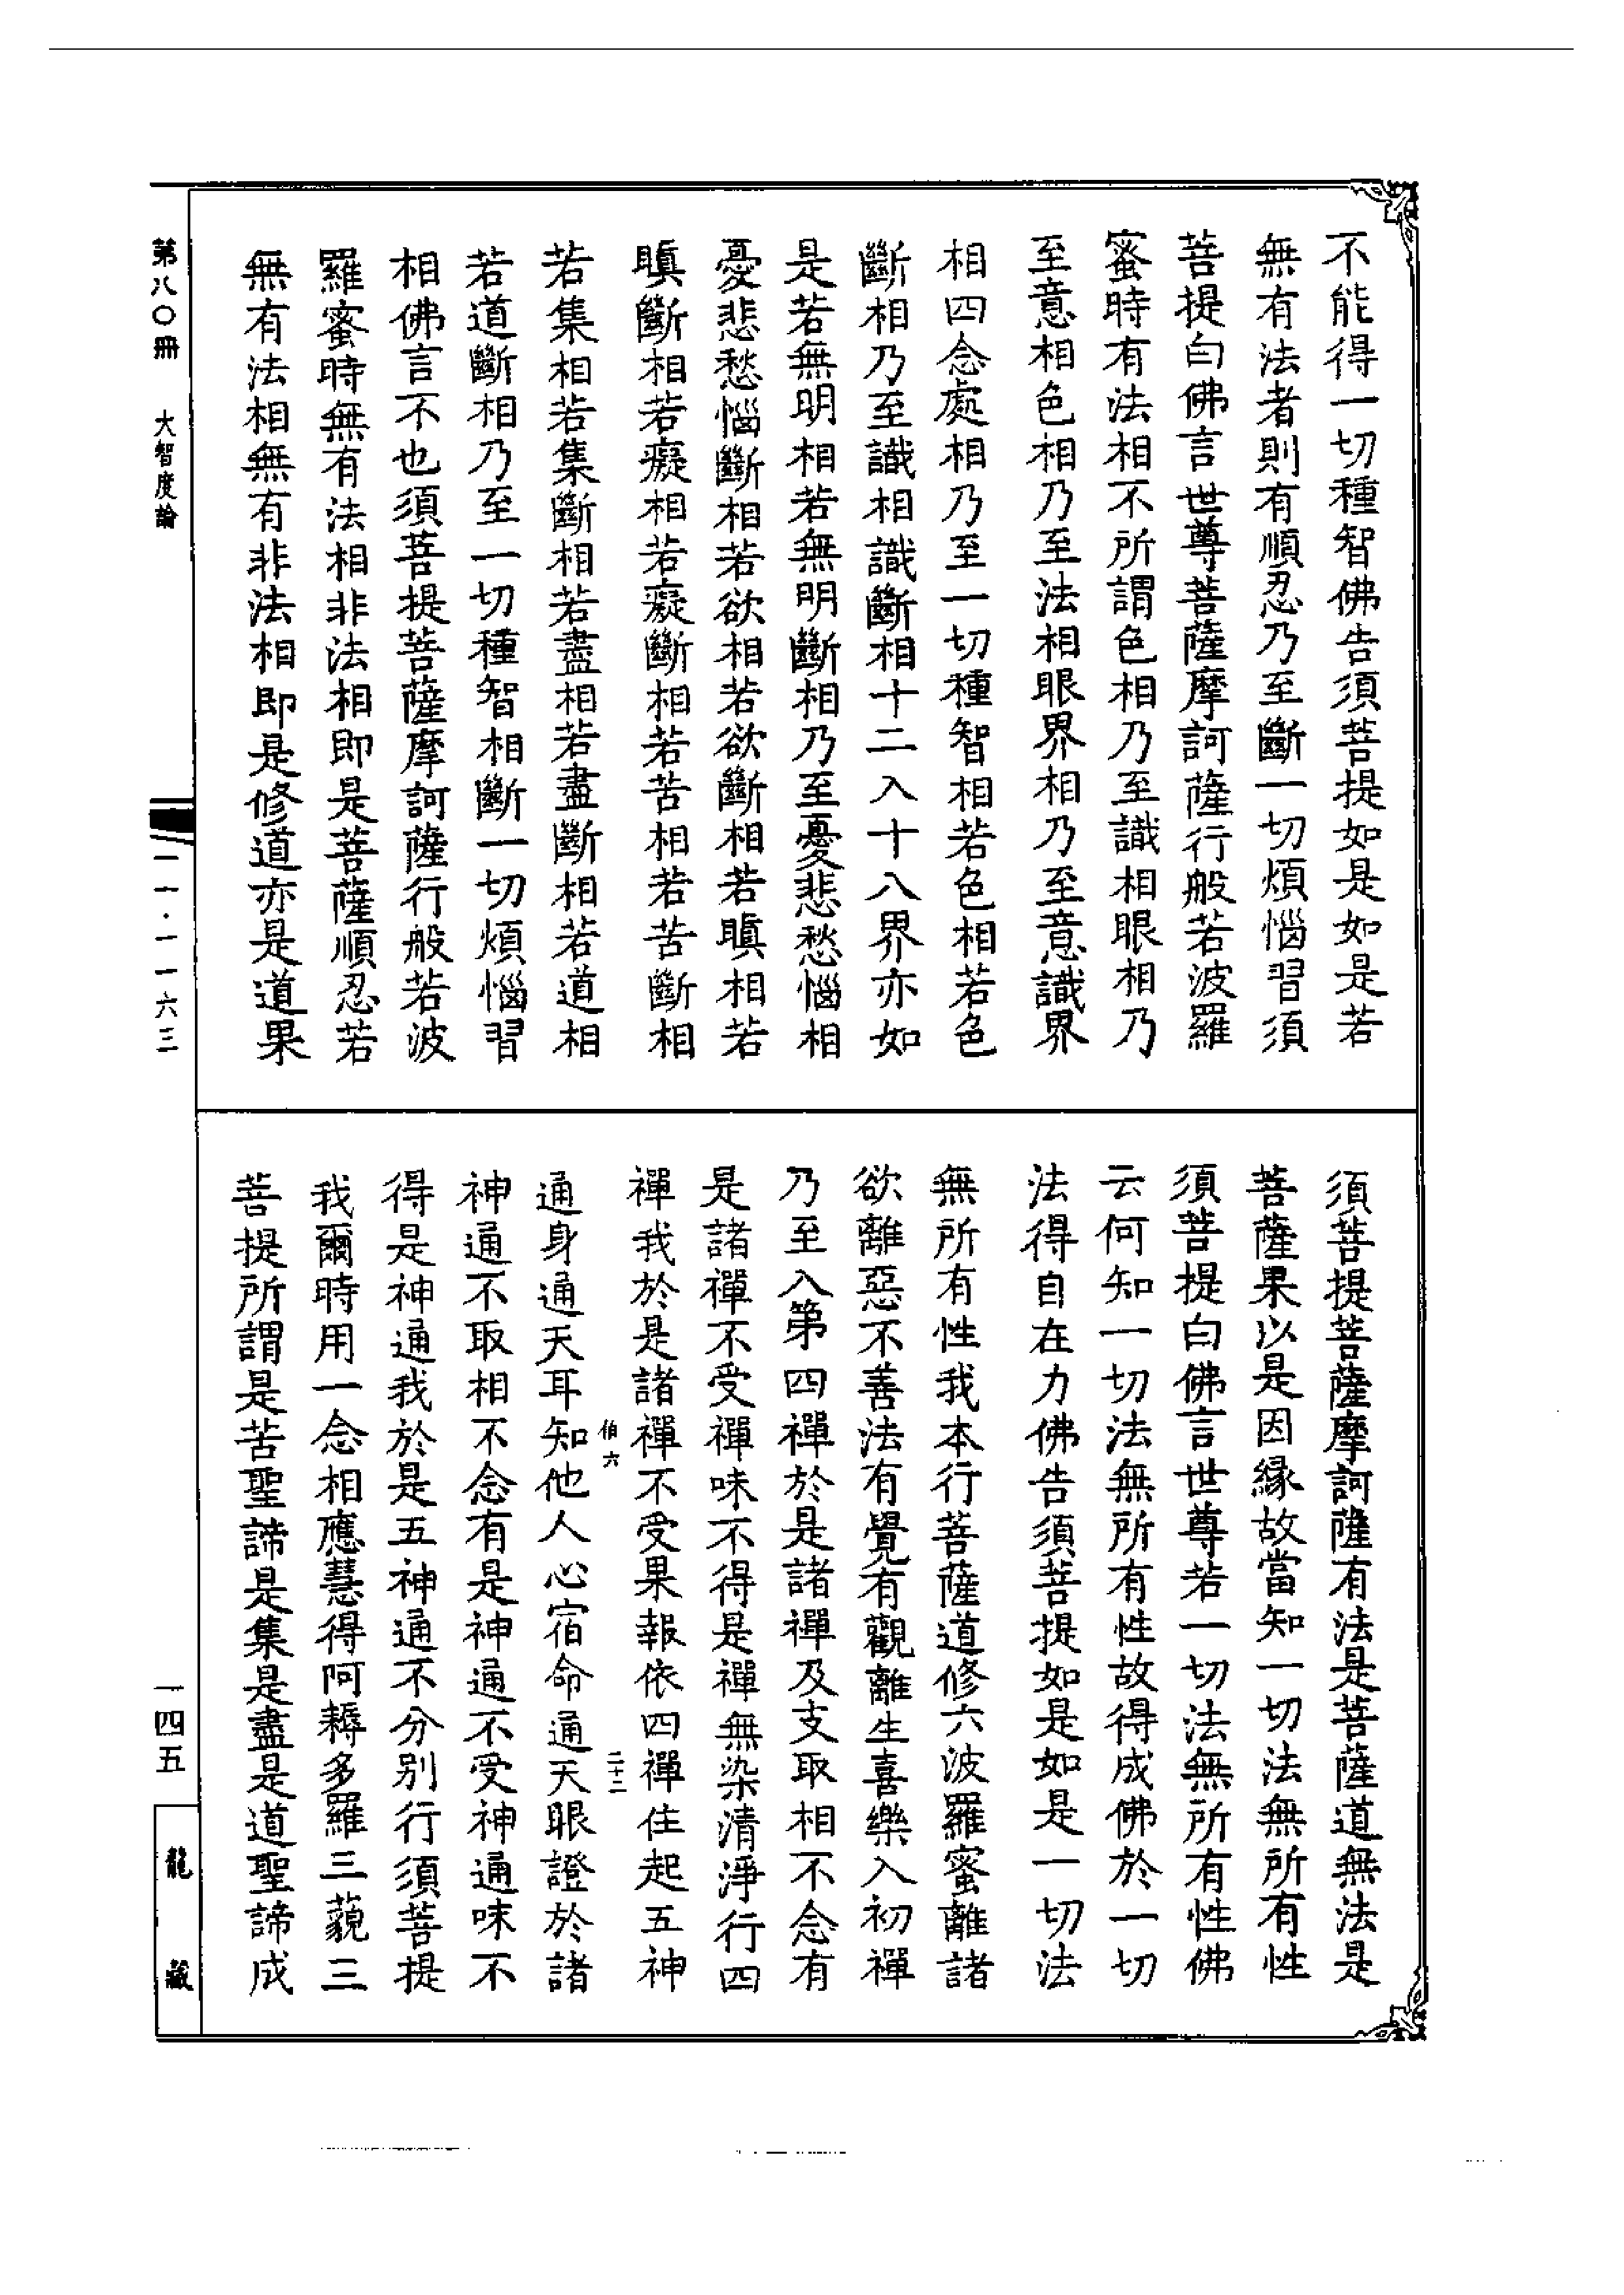 不能得一切種智佛告須菩提如是如是若
無有法者則有順忍乃至斷一切煩惱習須
菩提白佛言世尊菩薩摩訶薩行般若波羅
蜜時有法相不所謂色相乃至識相眼相乃
至意相色相乃至法相眼界相乃至意識界
相四念處相乃至一切種智相若色相若色
斷相乃至識相識斷相十二入十八界亦如
是若無明相若無明斷相乃至憂悲愁惱相
憂悲愁惱斷相若欲相若欲斷相若瞋相若
瞋斷相若癡相若癡斷相若苦相若苦斷相
若集相若集斷相若盡相若盡斷相若道相
若道斷相乃至一切種智相斷一切煩惱習
相佛言不也須菩提菩薩摩訶薩行般若波
羅蜜時無有法相非法相即是菩薩順忍若
無有法相無有非法相即是修道亦是道果
須菩提菩薩摩訶薩有法是菩薩道無法是
菩薩果以是因緣故當知一切法無所有性
須菩提白佛言世尊若一切法無所有性佛
云何知一切法無所有性故得成佛於一切
法得自在力佛告須菩提如是如是一切法
無所有性我本行菩薩道修六波羅蜜離諸
欲離惡不善法有覺有觀離生喜樂入初禪
乃至入第四禪於是諸禪及支取相不念有
是諸禪不受禪味不得是禪無染清淨行四
禪我於是諸禪不受果報依四禪住起五神
伯六 二十二
通身通天耳知他人心宿命通天眼證於諸
神通不取相不念有是神通不受神通味不
得是神通我於是五神通不分別行須菩提
我爾時用一念相應慧得阿耨多羅三藐三
菩提所謂是苦聖諦是集是盡是道聖諦成
第八〇冊 大智度論
一一·一一六三
一四五
龍藏